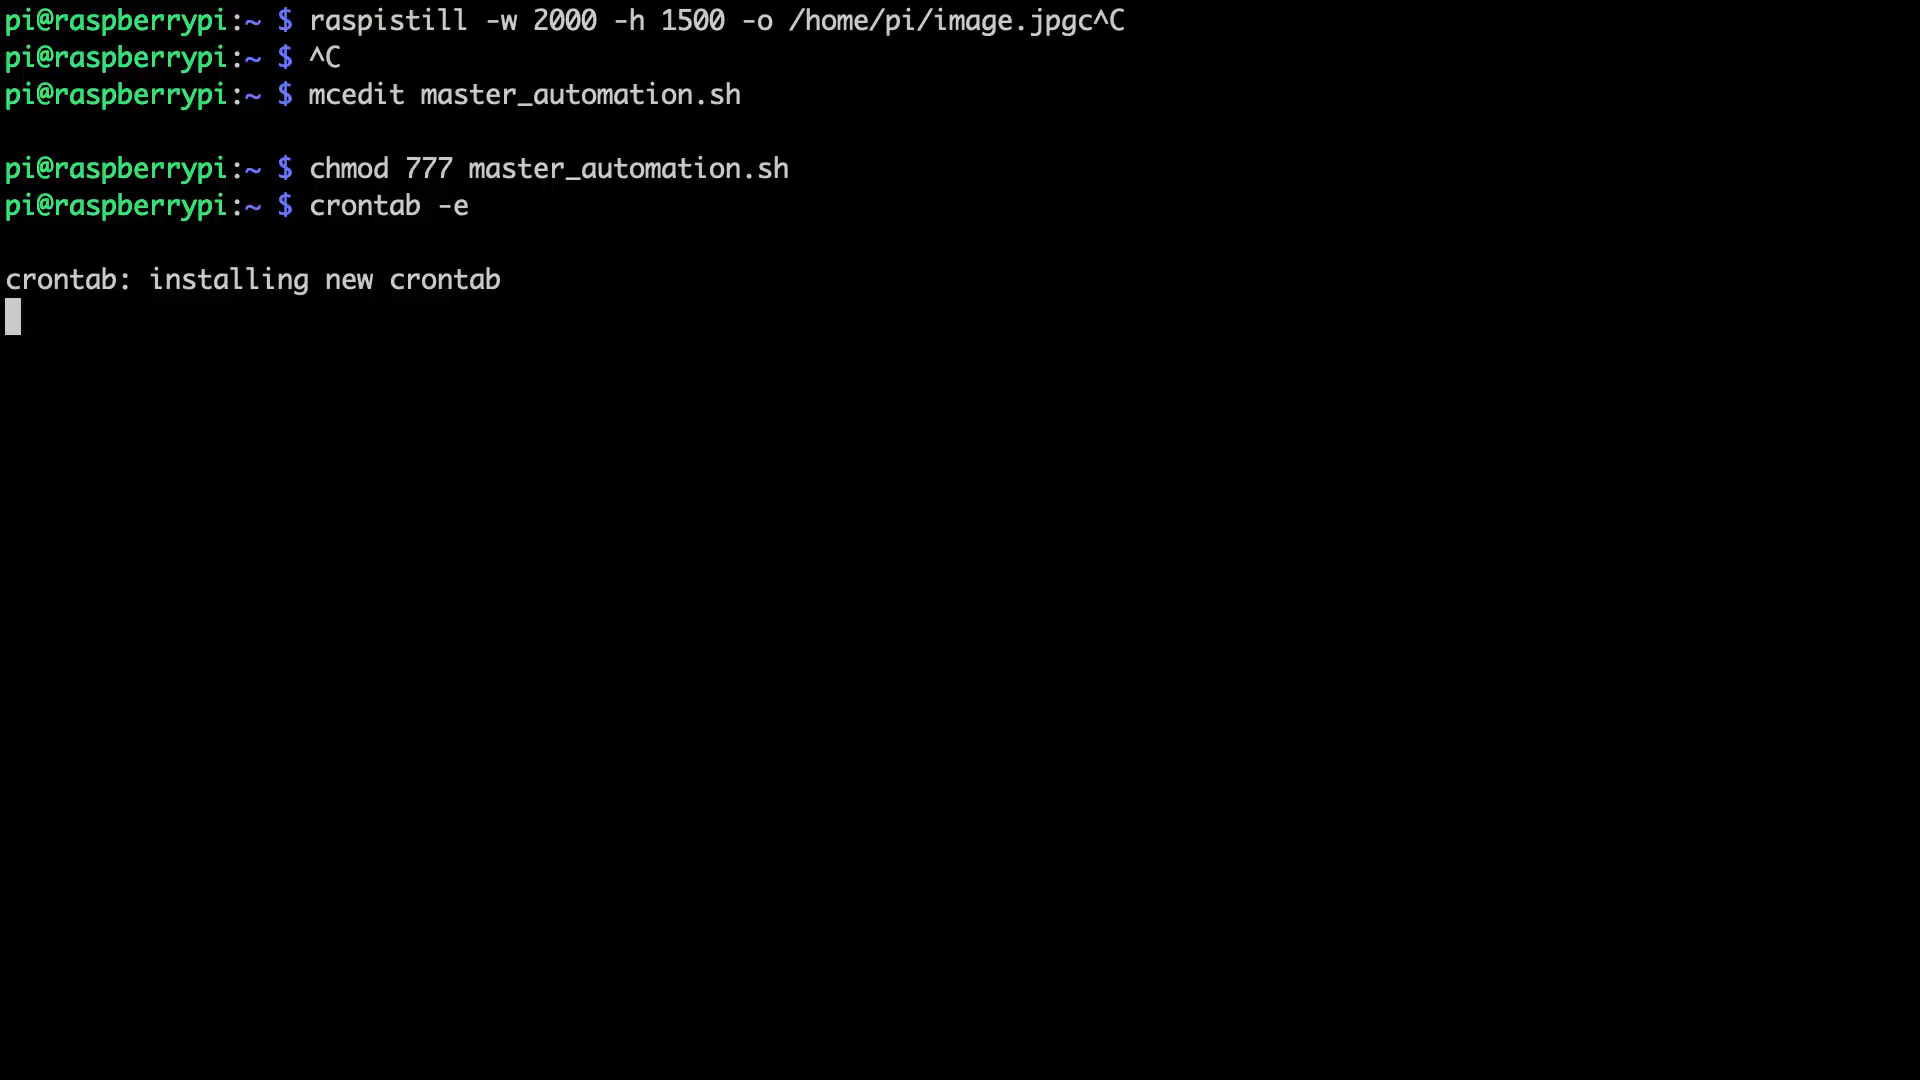 pi@raspberrypi:~ $ raspistill -w 2000 -h 1500 -o /home/pi/image.jpgc^C
pi@raspberrypi:~ $ ^C
pi@raspberrypi:~ $ mcedit master_automation.sh
pi@raspberrypi:~ $ chmod 777 master_automation.sh
pi@raspberrypi:~ $ crontab -e
crontab: installing new crontab